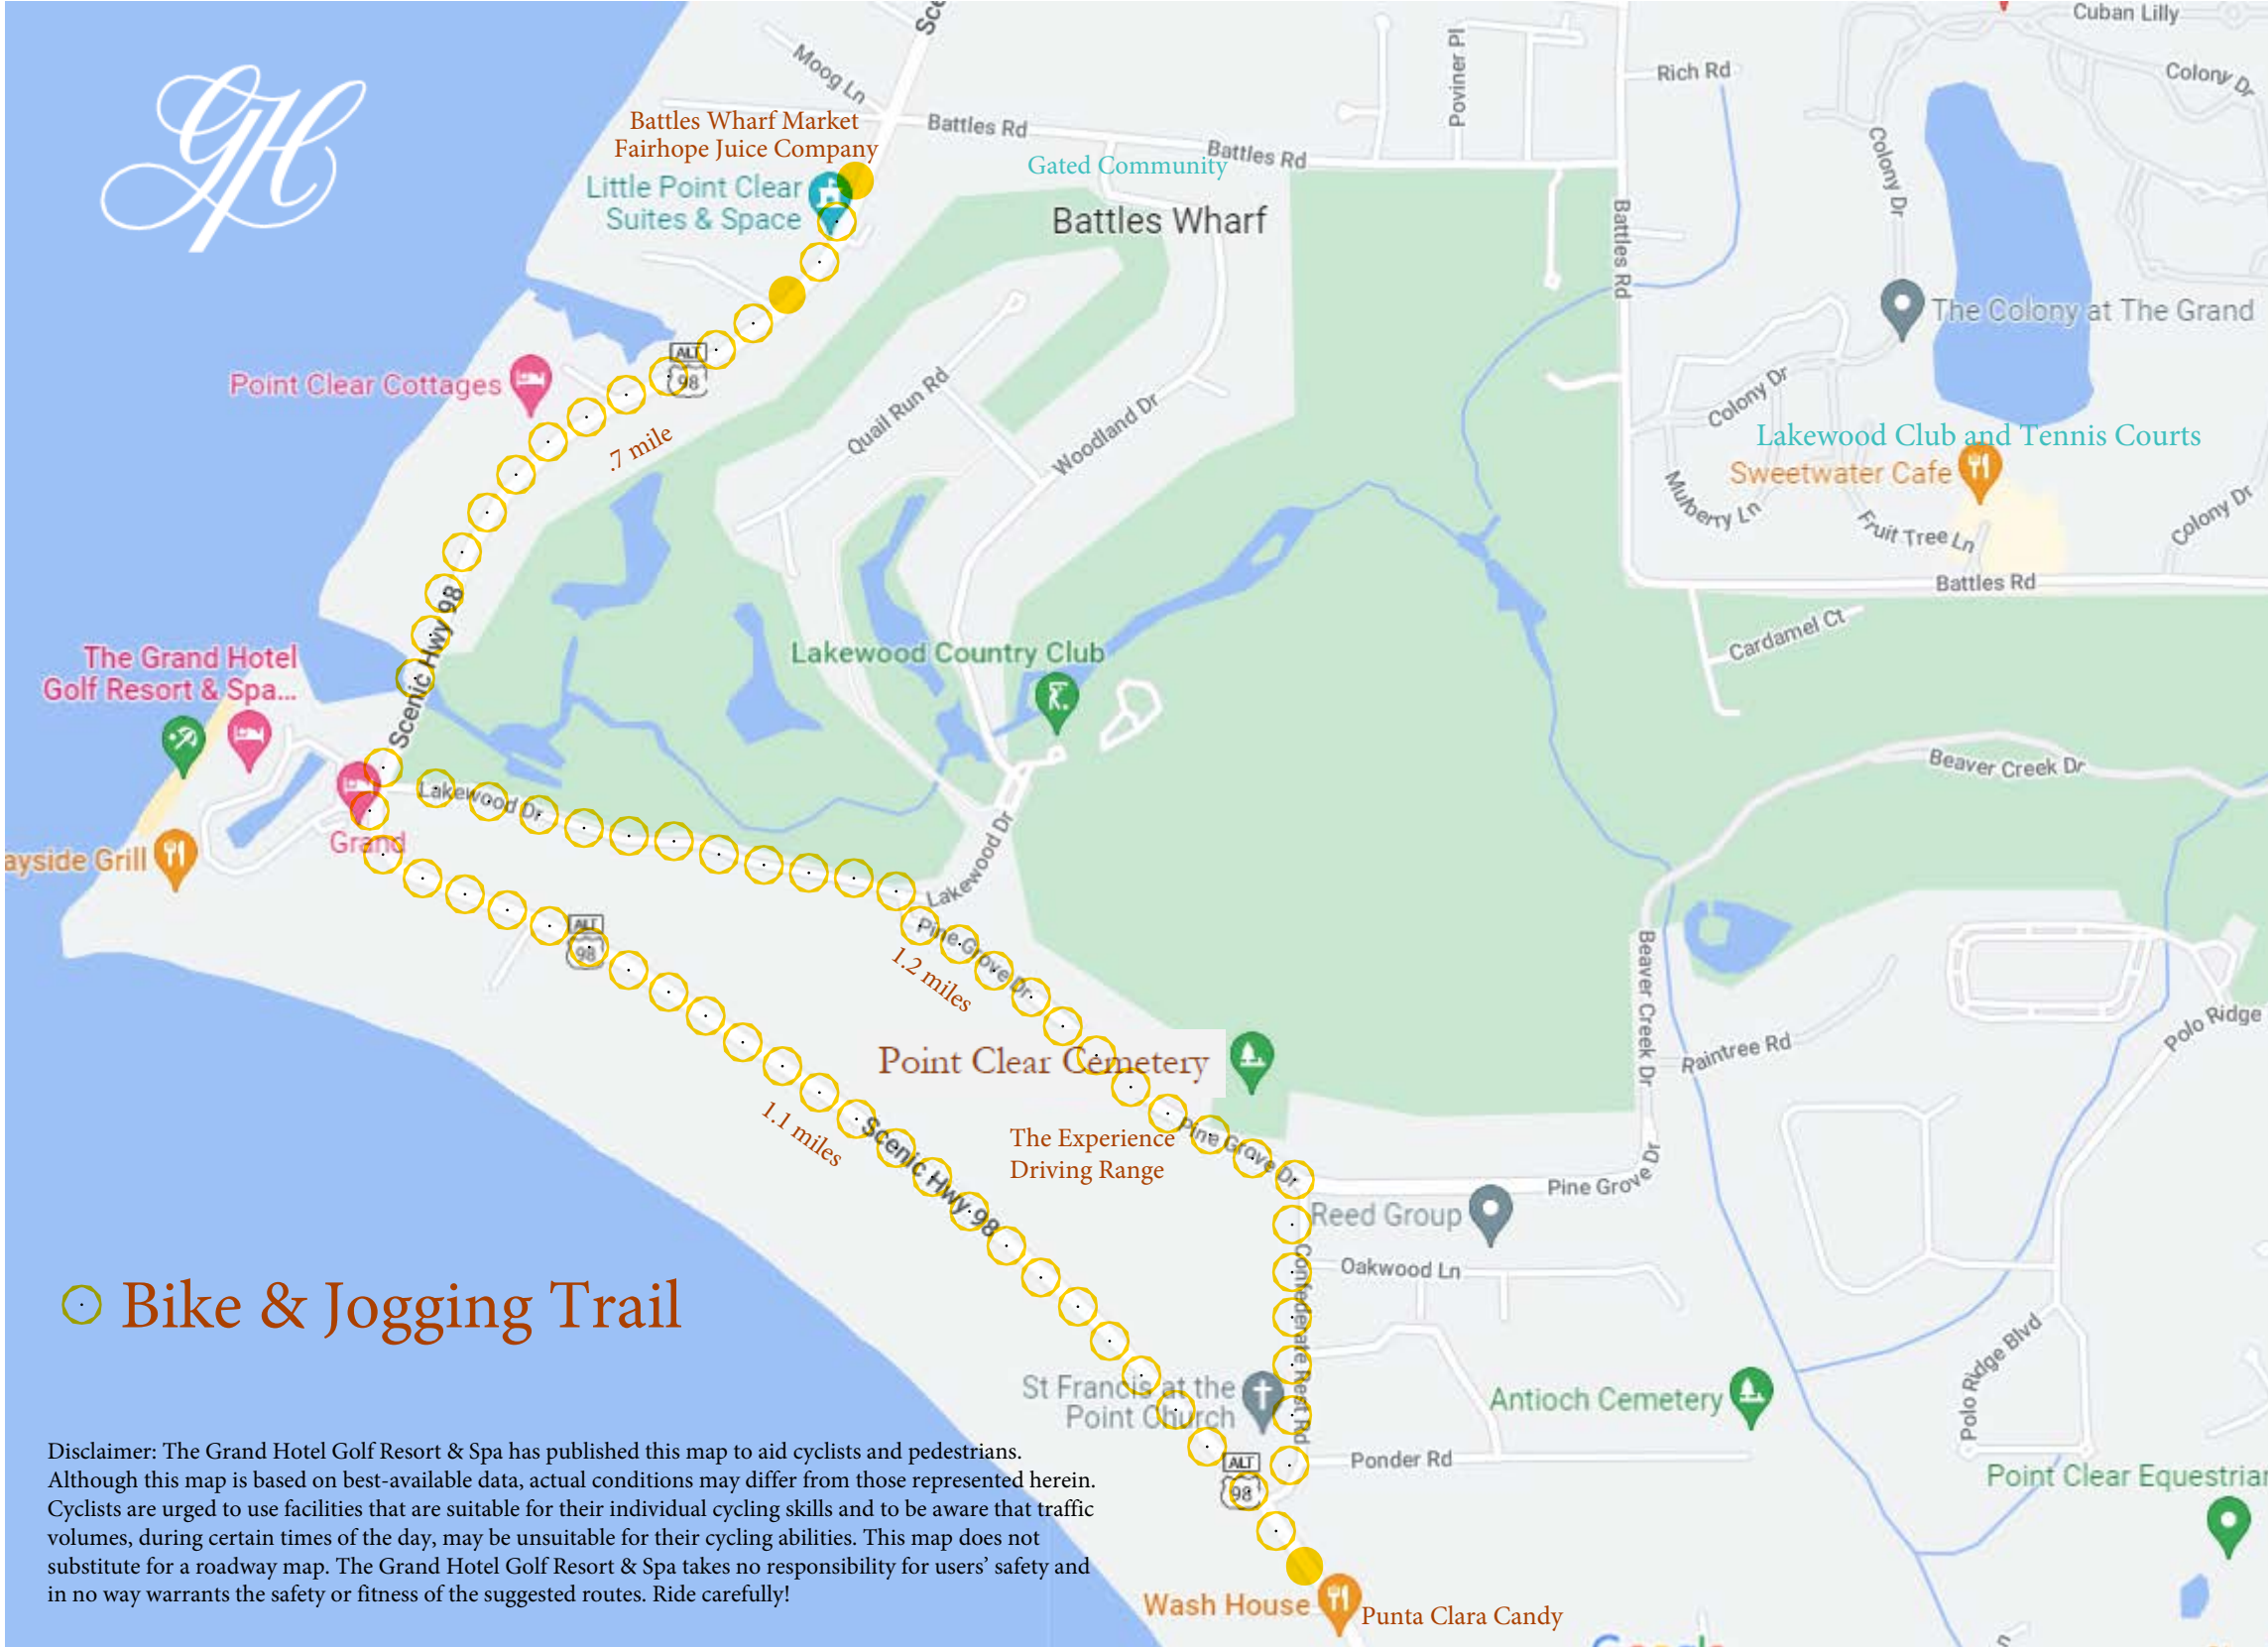 GH
Sce
Moog Ln
Battles Wharf Market
Fairhope Juice Company
Little Point Clear
Suites & Space
Battles Rd
Battles Rd
Gated Community
Battles Wharf
Poviner Pl
Rich Rd
Cuban Lilly
Colony Dr
Colony Dr
Battles Rd
The Colony at The Grand
ALT
98
Point Clear Cottages
.7 mile
Quail Run Rd
Woodland Dr
Colony Dr
Lakewood Club and Tennis Courts
Sweetwater Cafe
Mulberry Ln
Fruit Tree Ln
Colony Dr
Battles Rd
Cardamel Ct
Scenic Hwy 98
The Grand Hotel
Golf Resort & Spa...
Lakewood Country Club
Beaver Creek Dr
Grand
ayside Grill
Lakewood Dr
Lakewood Dr
ALT
98
Pine Grove Dr
1.2 miles
Beaver Creek Dr
Raintree Rd
Polo Ridge
Point Clear Cemetery
1.1 miles
Scenic Hwy 98
The Experience
Driving Range
Pine Grove Dr
Pine Grove Dr
Reed Group
Oakwood Ln
Confederate Rest Rd
Bike & Jogging Trail
St Francis at the
Point Church
Antioch Cemetery
Polo Ridge Blvd
ALT
98
Ponder Rd
Point Clear Equestrian
Disclaimer: The Grand Hotel Golf Resort & Spa has published this map to aid cyclists and pedestrians.
Although this map is based on best-available data, actual conditions may differ from those represented herein.
Cyclists are urged to use facilities that are suitable for their individual cycling skills and to be aware that traffic
volumes, during certain times of the day, may be unsuitable for their cycling abilities. This map does not
substitute for a roadway map. The Grand Hotel Golf Resort & Spa takes no responsibility for users’ safety and
in no way warrants the safety or fitness of the suggested routes. Ride carefully!
Wash House
Punta Clara Candy